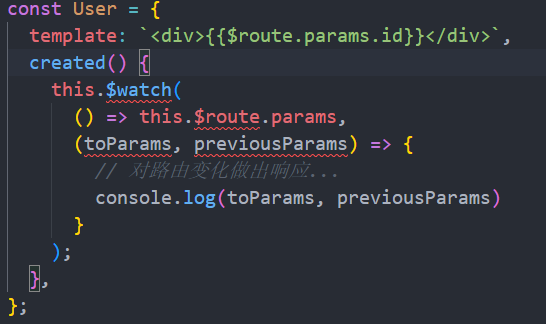 const User = {
  template: `<div>{{$route.params.id}}</div>`,
  created() {
    this.$watch(
      () => this.$route.params,
      (toParams, previousParams) => {
        // 对路由变化做出响应...
        console.log(toParams, previousParams)
      }
    );
  },
};